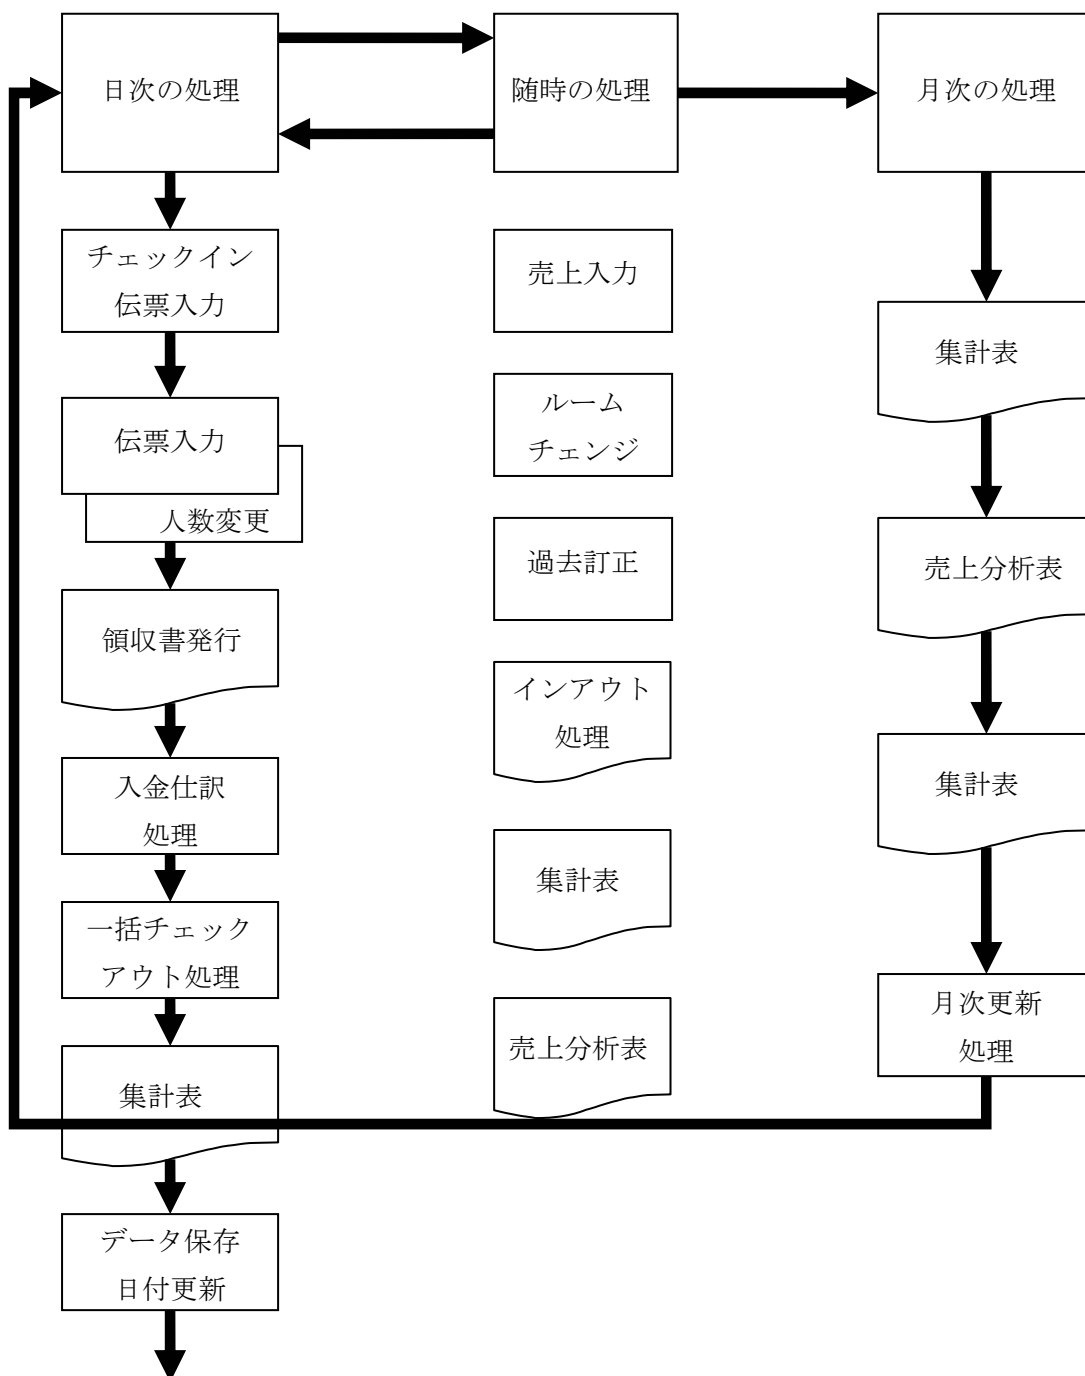 日次の処理
随時の処理
月次の処理
チェックイン
伝票入力
伝票入力
人数変更
領収書発行
入金仕訳
処理
一括チェック
アウト処理
集計表
データ保存
日付更新
売上入力
ルーム
チェンジ
過去訂正
インアウト
処理
集計表
売上分析表
集計表
売上分析表
集計表
月次更新
処理